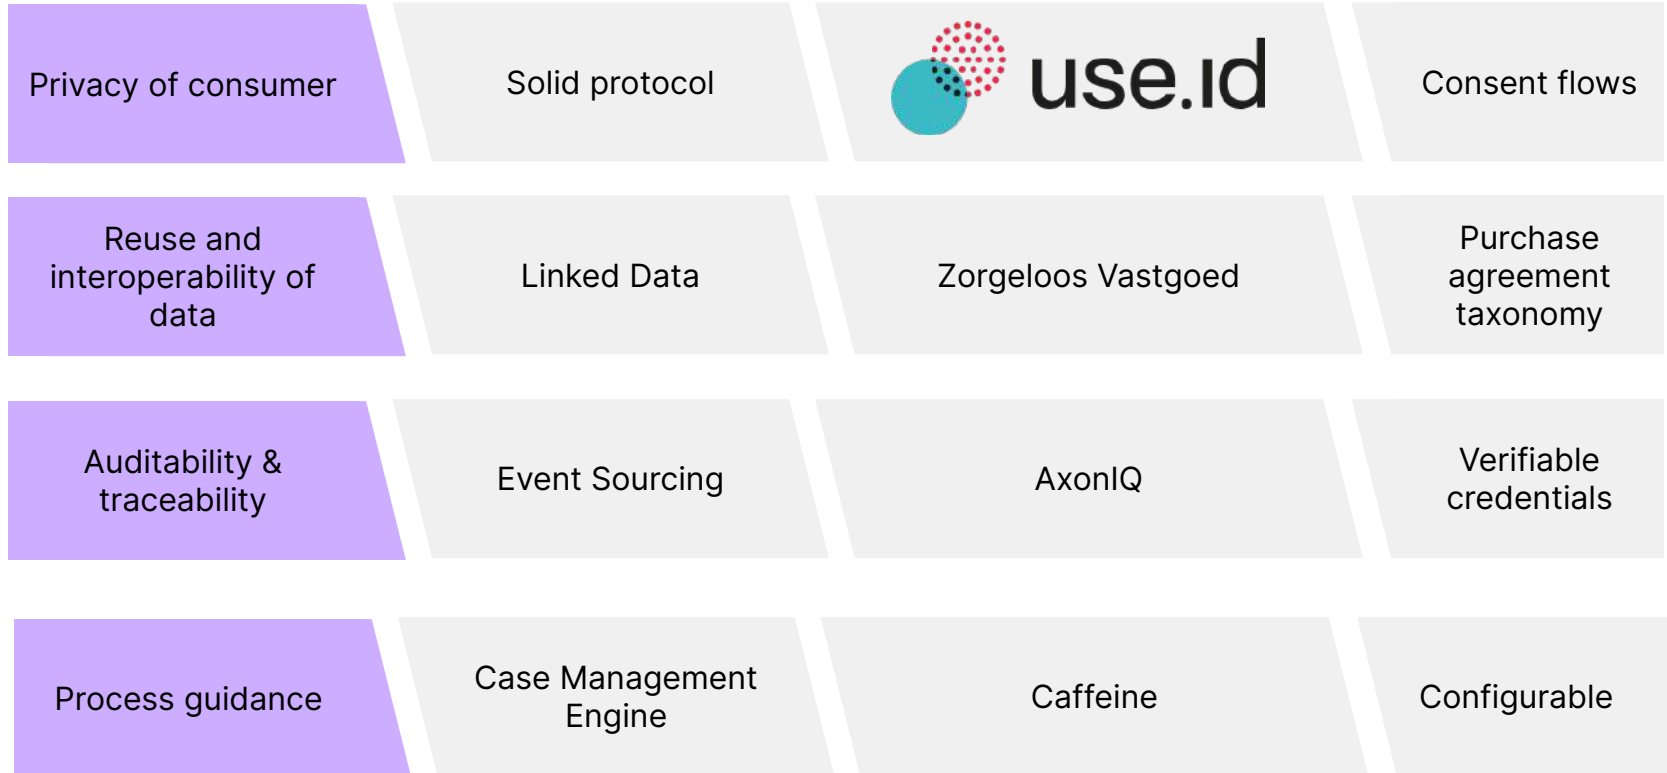 Privacy of consumer
Solid protocol
use.id
Consent flows
Reuse and
interoperability of
data
Linked Data
Zorgeloos Vastgoed
Purchase
agreement
taxonomy
Auditability &
traceability
Event Sourcing
AxonIQ
Verifiable
credentials
Process guidance
Case Management
Engine
Caffeine
Configurable